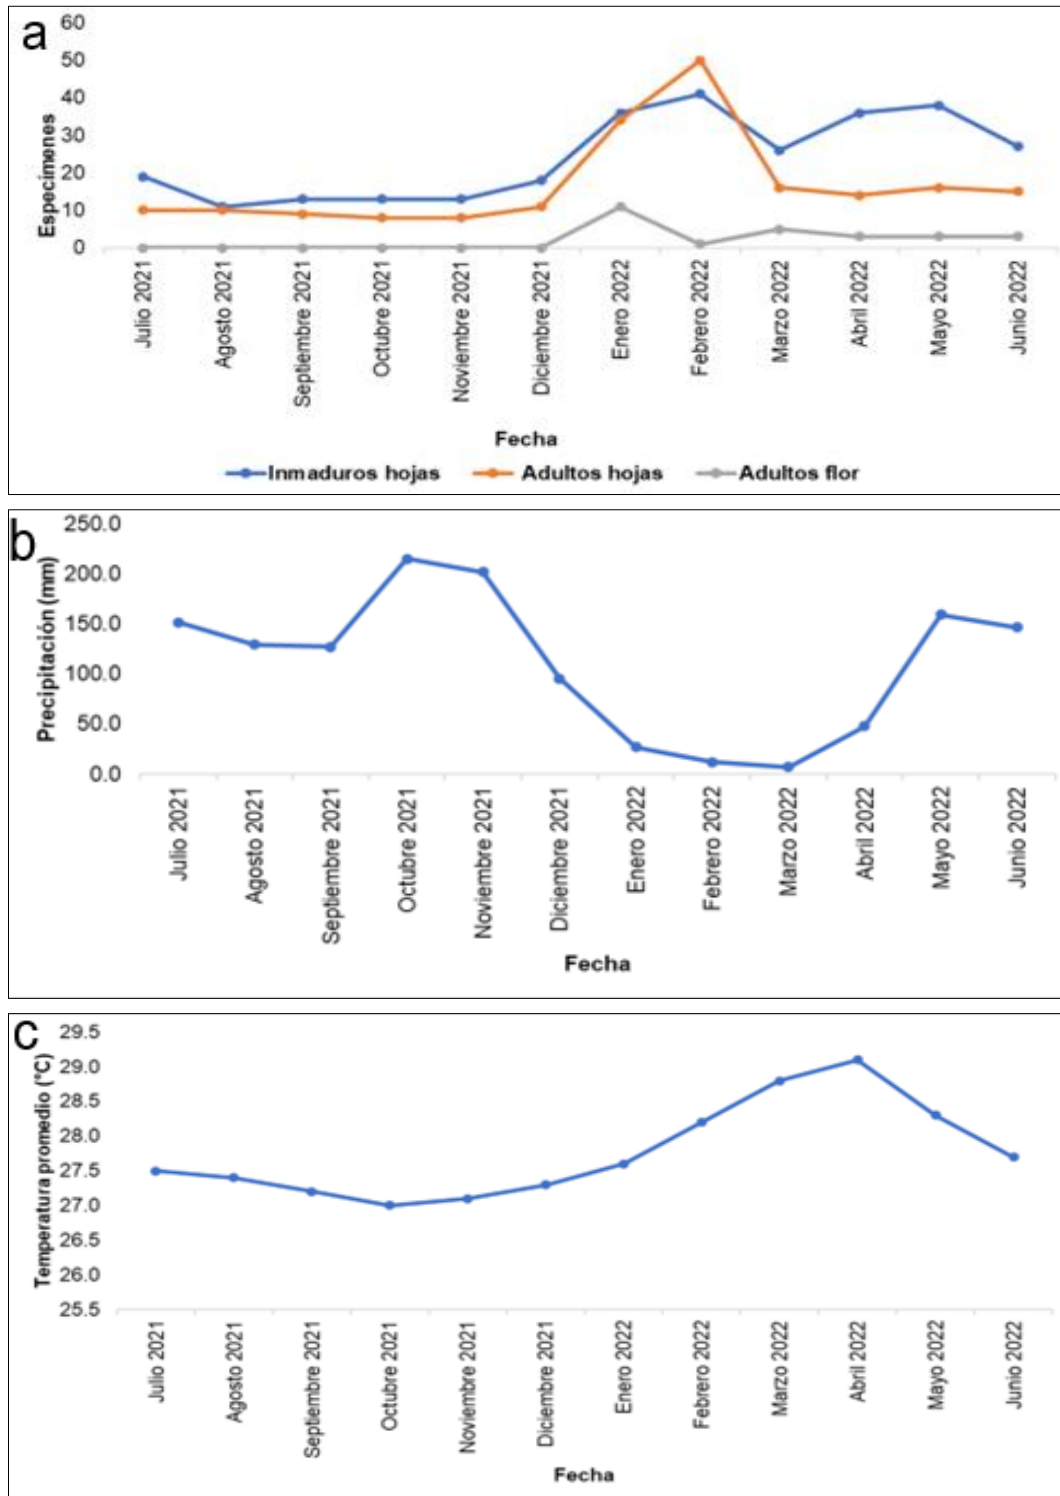 a
60
50
40
30
20
10
0
Especímenes
Julio 2021
Agosto 2021
Septiembre 2021
Octubre 2021
Noviembre 2021
Diciembre 2021
Enero 2022
Febrero 2022
Marzo 2022
Abril 2022
Mayo 2022
Junio 2022
Fecha
Inmaduros hojas Adultos hojas Adultos flor
b
250.0
200.0
150.0
100.0
50.0
0.0
Precipitación (mm)
Julio 2021
Agosto 2021
Septiembre 2021
Octubre 2021
Noviembre 2021
Diciembre 2021
Enero 2022
Febrero 2022
Marzo 2022
Abril 2022
Mayo 2022
Junio 2022
Fecha
c
29.5
29.0
28.5
28.0
27.5
27.0
26.5
26.0
25.5
Temperatura promedio (°C)
Julio 2021
Agosto 2021
Septiembre 2021
Octubre 2021
Noviembre 2021
Diciembre 2021
Enero 2022
Febrero 2022
Marzo 2022
Abril 2022
Mayo 2022
Junio 2022
Fecha